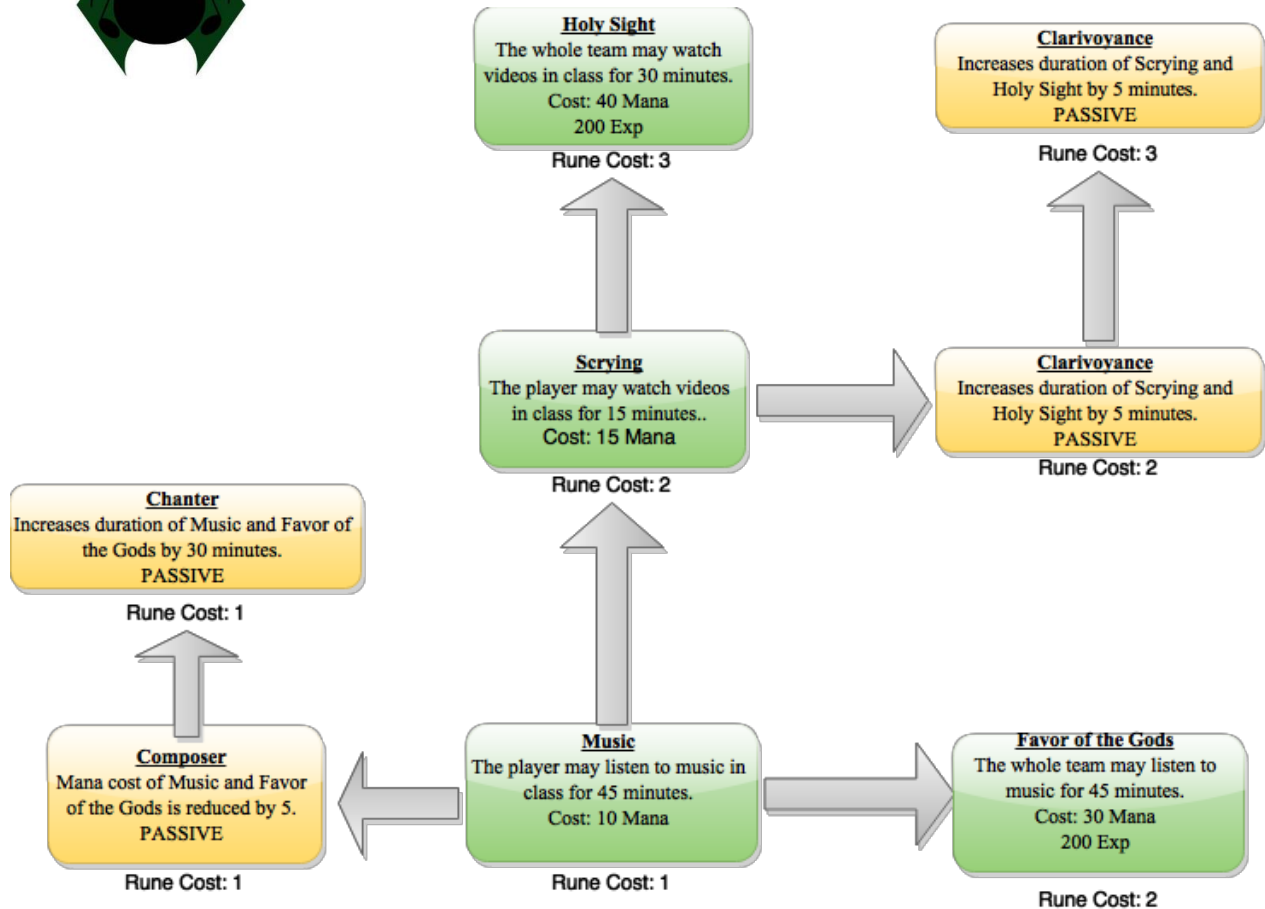 Holy Sight
The whole team may watch
videos in class for 30 minutes.
Cost: 40 Mana
200 Exp
Rune Cost: 3
Clarivoyance
Increases duration of Scrying and
Holy Sight by 5 minutes.
PASSIVE
Rune Cost: 3
Scrying
The player may watch videos
in class for 15 minutes..
Cost: 15 Mana
Rune Cost: 2
Clarivoyance
Increases duration of Scrying and
Holy Sight by 5 minutes.
PASSIVE
Rune Cost: 2
Chanter
Increases duration of Music and Favor of
the Gods by 30 minutes.
PASSIVE
Rune Cost: 1
Composer
Mana cost of Music and Favor
of the Gods is reduced by 5.
PASSIVE
Rune Cost: 1
Music
The player may listen to music in
class for 45 minutes.
Cost: 10 Mana
Rune Cost: 1
Favor of the Gods
The whole team may listen to
music for 45 minutes.
Cost: 30 Mana
200 Exp
Rune Cost: 2